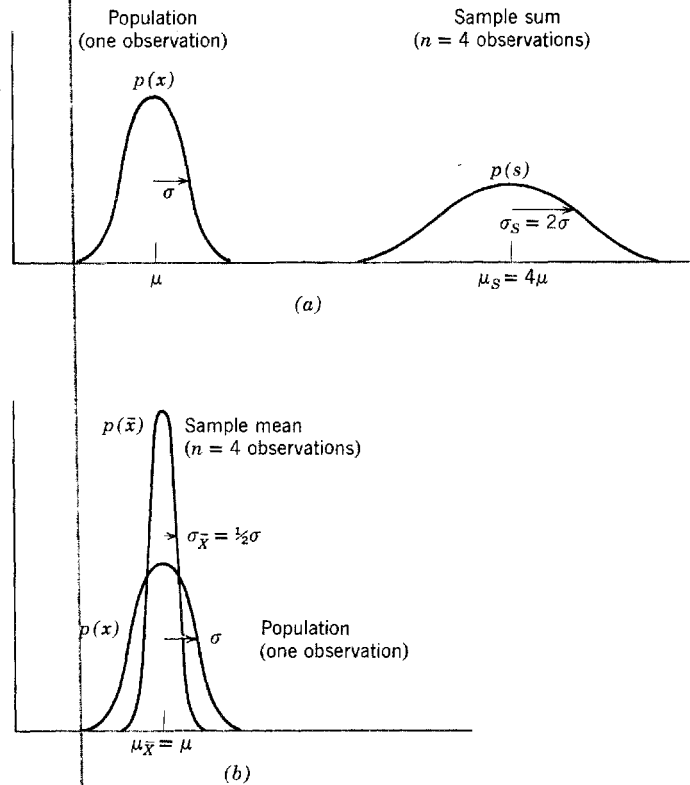 Population
(one observation)
Sample sum
(n = 4 observations)
p(x)
p(s)
σ
σ_S = 2σ
μ
μ_S = 4μ
(a)
p(x̄)
Sample mean
(n = 4 observations)
σ_X̄ = ½σ
p(x)
σ
Population
(one observation)
μ_X̄ = μ
(b)